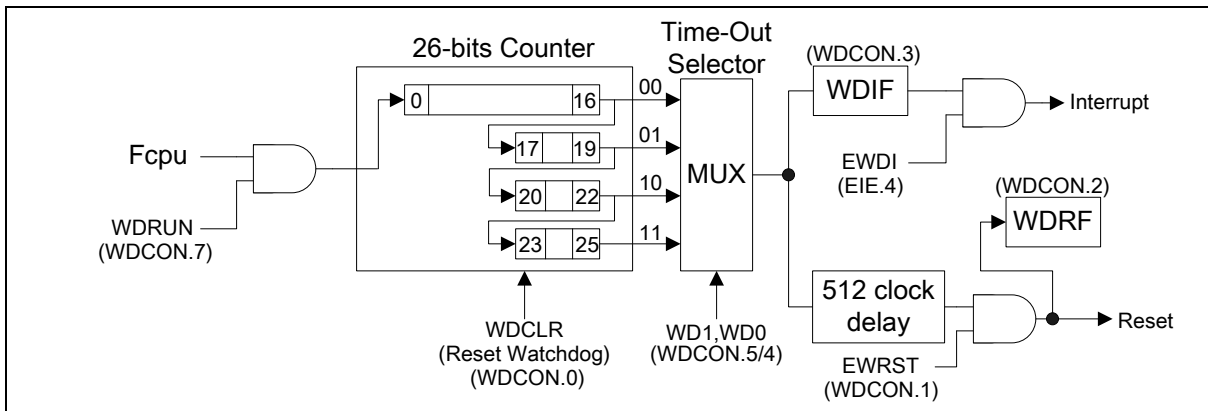 26-bits Counter
Time-Out
Selector
(WDCON.3)
WDIF
Interrupt
0
16
00
17
19
01
20
22
10
23
25
11
Fcpu
WDRUN
(WDCON.7)
MUX
EWDI
(EIE.4)
(WDCON.2)
WDRF
512 clock
delay
Reset
WDCLR
(Reset Watchdog)
(WDCON.0)
WD1,WD0
(WDCON.5/4)
EWRST
(WDCON.1)